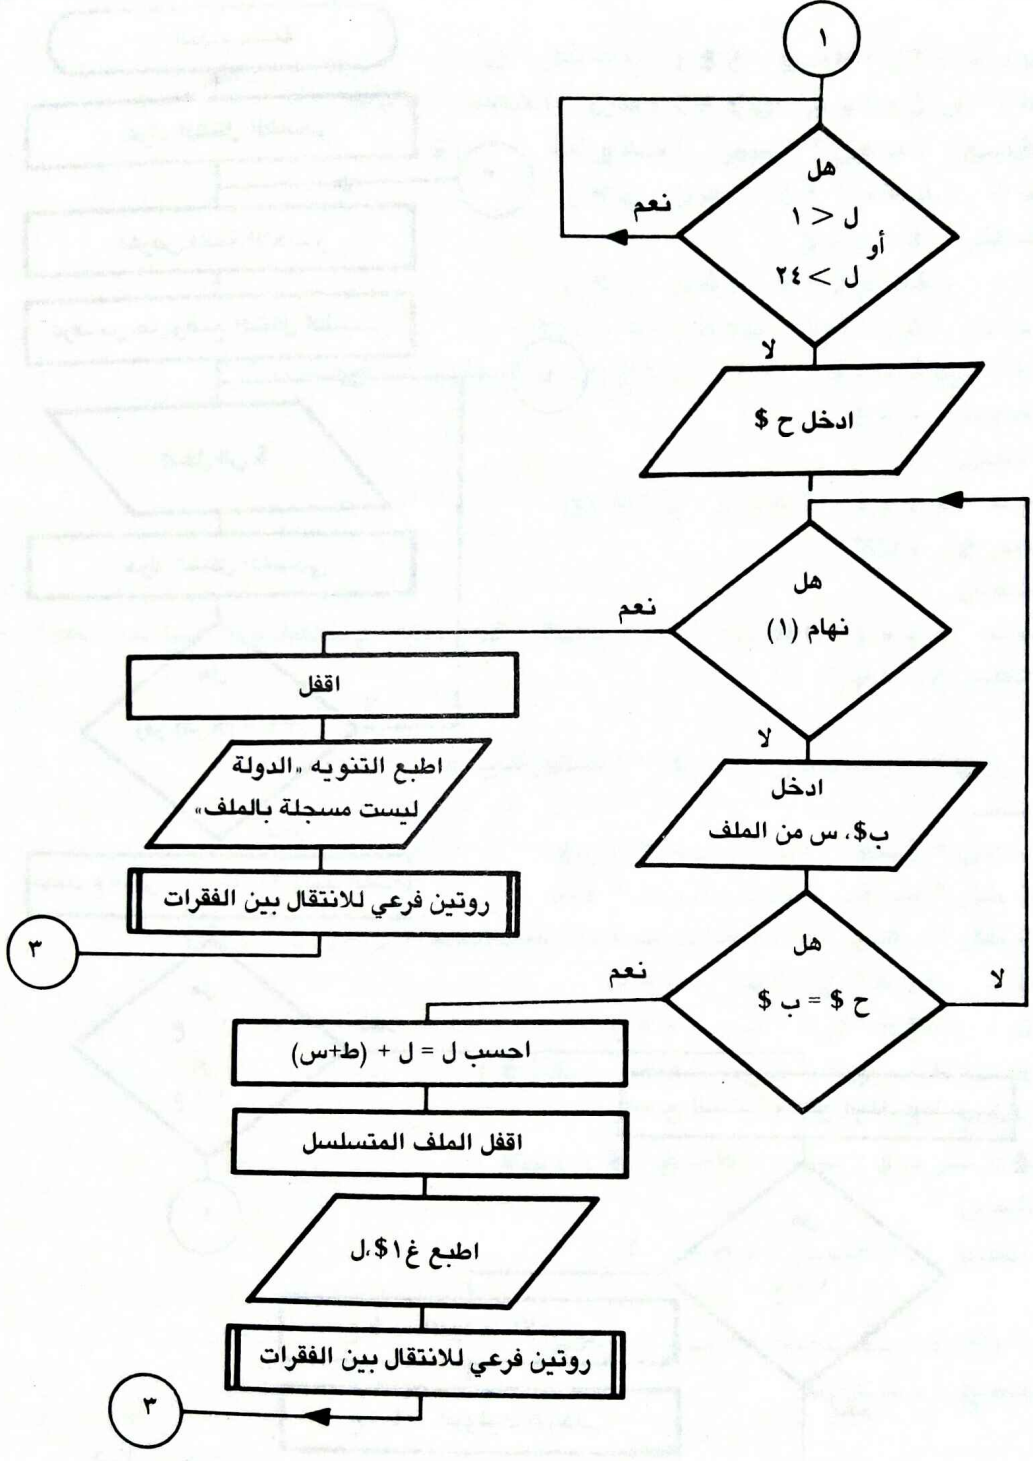 ١
هل
ل < ١
أو
ل > ٢٤
نعم
لا
ادخل ح $
هل
نهام (١)
نعم
اقفل
اطبع التنويه «الدولة
ليست مسجلة بالملف»
روتين فرعي للانتقال بين الفقرات
٣
لا
ادخل
ب$، س من الملف
هل
ح $ = ب $
لا
نعم
احسب ل = ل + (ط+س)
اقفل الملف المتسلسل
اطبع غ١$،ل
روتين فرعي للانتقال بين الفقرات
٣